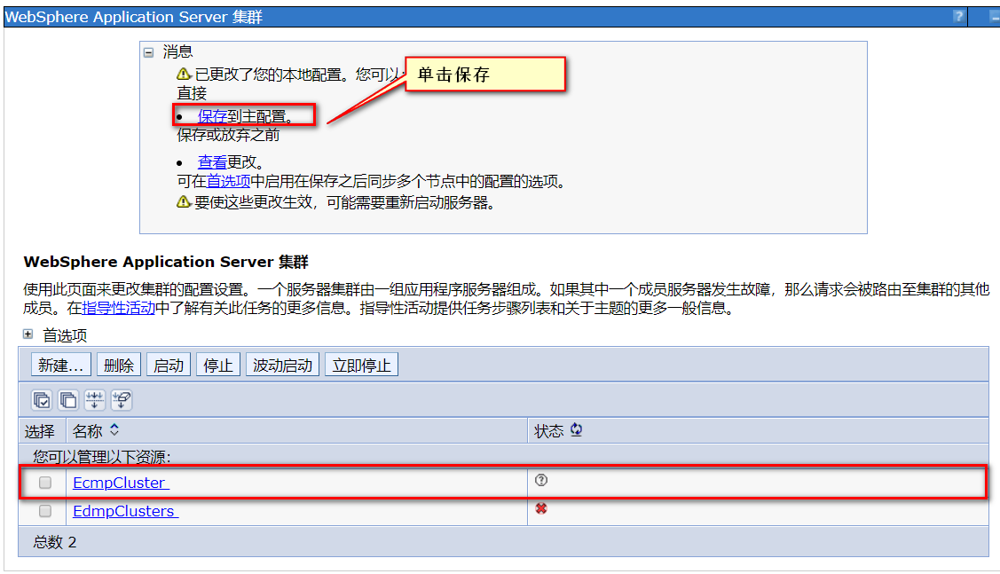 WebSphere Application Server 集群
消息
已更改了您的本地配置。您可以
单击保存
直接
保存到主配置。
保存或放弃之前
查看更改。
可在首选项中启用在保存之后同步多个节点中的配置的选项。
要使这些更改生效，可能需要重新启动服务器。
WebSphere Application Server 集群
使用此页面来更改集群的配置设置。一个服务器集群由一组应用程序服务器组成。如果其中一个成员服务器发生故障，那么请求会被路由至集群的其他
成员。在指导性活动中了解有关此任务的更多信息。指导性活动提供任务步骤列表和关于主题的更多一般信息。
首选项
新建... 删除 启动 停止 波动启动 立即停止
选择 名称 状态
您可以管理以下资源:
EcmpCluster
EdmpClusters
总数 2